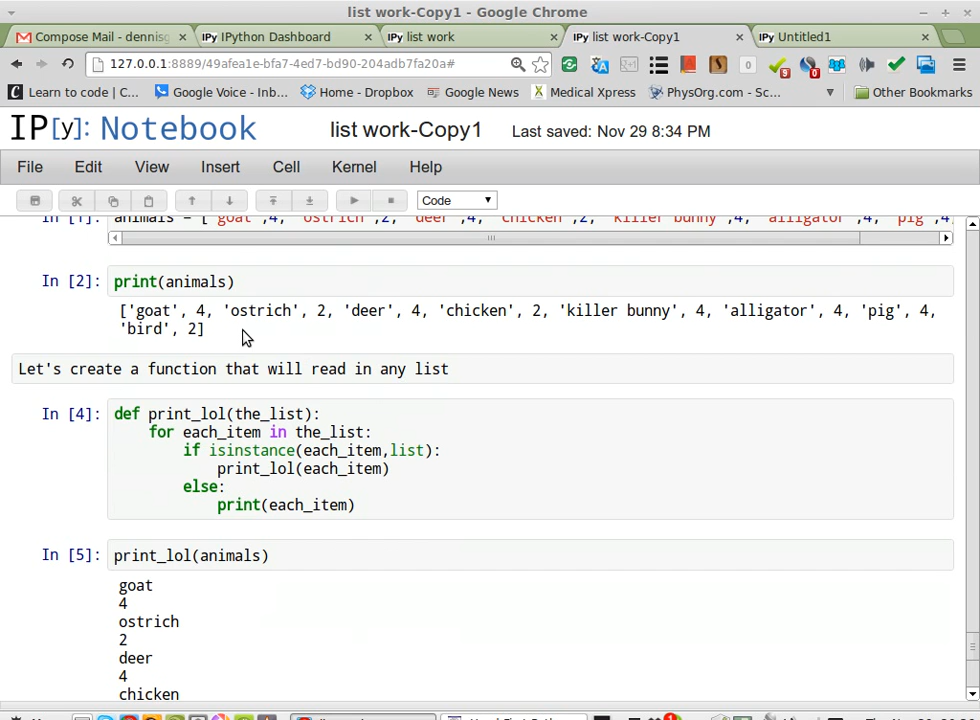 list work-Copy1 - Google Chrome
Compose Mail - dennisg × IPy IPython Dashboard × IPy list work × IPy list work-Copy1 × IPy Untitled1 ×
127.0.0.1:8889/49afea1e-bfa7-4ed7-bd90-204adb7fa20a#
Learn to code | C... Google Voice - Inb... Home - Dropbox Google News Medical Xpress PhysOrg.com - Sc... Other Bookmarks
IP[y]: Notebook list work-Copy1 Last saved: Nov 29 8:34 PM
File Edit View Insert Cell Kernel Help
Code
In [1]: animals = ['goat',4, 'ostrich',2, 'deer',4, 'chicken',2, 'killer bunny',4, 'alligator',4, 'pig',4,
In [2]: print(animals)
['goat', 4, 'ostrich', 2, 'deer', 4, 'chicken', 2, 'killer bunny', 4, 'alligator', 4, 'pig', 4,
'bird', 2]
Let's create a function that will read in any list
In [4]: def print_lol(the_list):
for each_item in the_list:
if isinstance(each_item,list):
print_lol(each_item)
else:
print(each_item)
In [5]: print_lol(animals)
goat
4
ostrich
2
deer
4
chicken